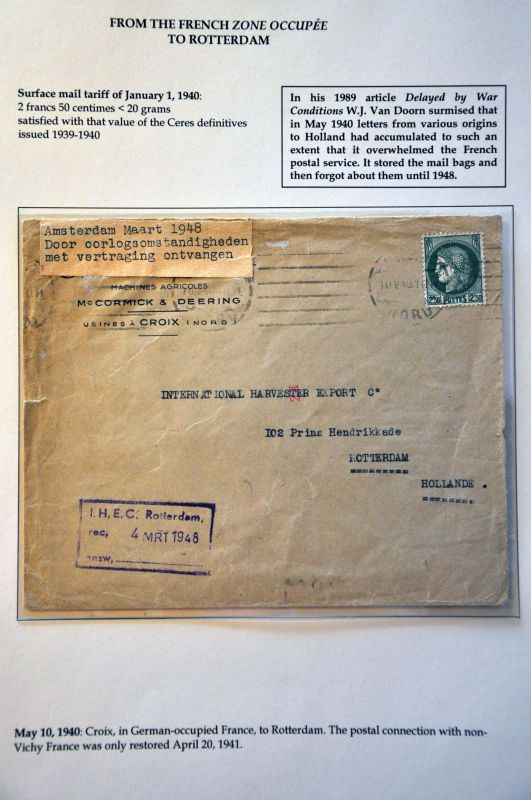 FROM THE FRENCH ZONE OCCUPÉE
TO ROTTERDAM
Surface mail tariff of January 1, 1940:
2 francs 50 centimes < 20 grams
satisfied with that value of the Ceres definitives
issued 1939-1940
In his 1989 article Delayed by War
Conditions W.J. Van Doorn surmised that
in May 1940 letters from various origins
to Holland had accumulated to such an
extent that it overwhelmed the French
postal service. It stored the mail bags and
then forgot about them until 1948.
Amsterdam Maart 1948
Door oorlogsomstandigheden
met vertraging ontvangen
MACHINES AGRICOLES
McCORMICK & DEERING
USINES À CROIX (NORD)
2F50 POSTES 2F50
INTERNATIONAL HARVESTER EXPORT Co
102 Prins Hendrikkade
ROTTERDAM
HOLLANDE.
I.H.E.C. Rotterdam,
rec, 4 MRT 1948
answ,
May 10, 1940: Croix, in German-occupied France, to Rotterdam. The postal connection with non-
Vichy France was only restored April 20, 1941.